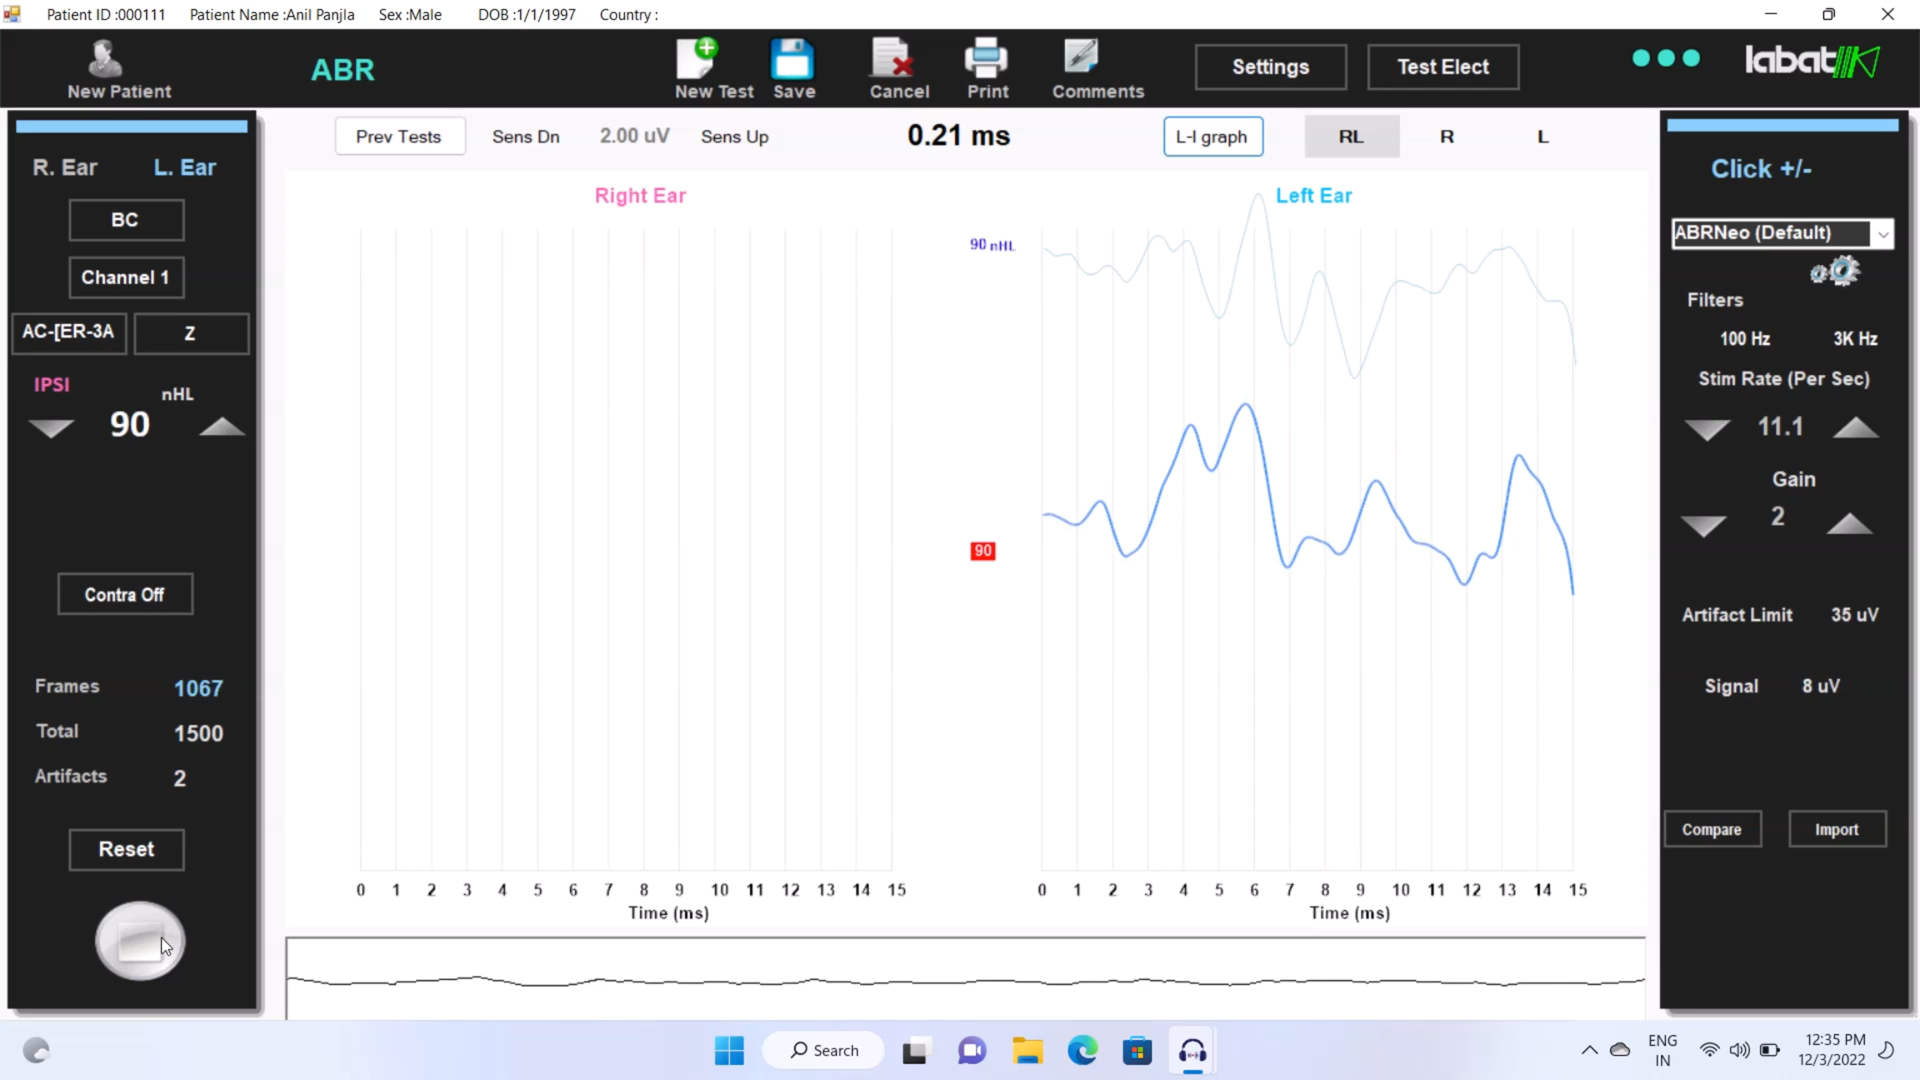 Patient ID :000111 Patient Name :Anil Panjla Sex :Male DOB :1/1/1997 Country :
New Patient
ABR
New Test
Save
Cancel
Print
Comments
Settings
Test Elect
labat
Prev Tests
Sens Dn
2.00 uV
Sens Up
0.21 ms
L-I graph
RL
R
L
R. Ear
L. Ear
BC
Channel 1
AC-[ER-3A
Z
IPSI
nHL
90
Contra Off
Frames 1067
Total 1500
Artifacts 2
Reset
Right Ear
0 1 2 3 4 5 6 7 8 9 10 11 12 13 14 15
Time (ms)
Left Ear
90 nHL
90
0 1 2 3 4 5 6 7 8 9 10 11 12 13 14 15
Time (ms)
Click +/-
ABRNeo (Default)
Filters
100 Hz 3K Hz
Stim Rate (Per Sec)
11.1
Gain
2
Artifact Limit 35 uV
Signal 8 uV
Compare
Import
Search
ENG
IN
12:35 PM
12/3/2022